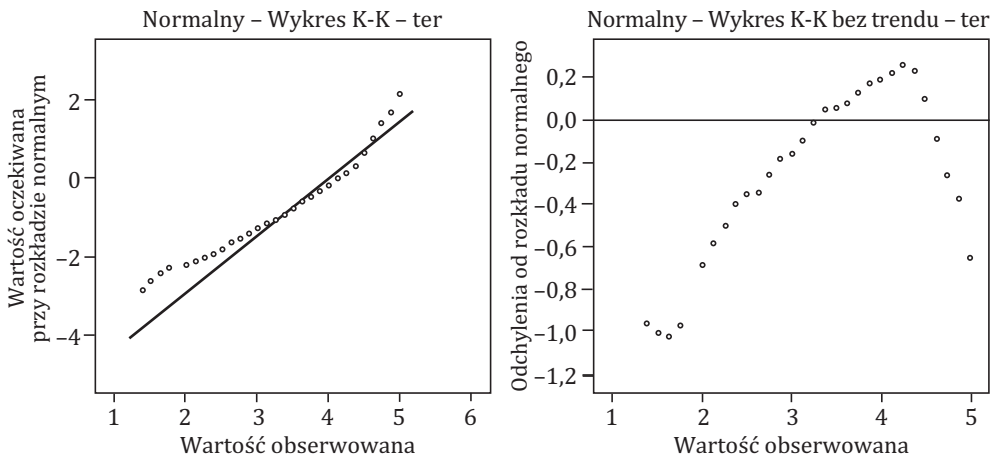 Normalny – Wykres K-K – ter
Wartość oczekiwana
przy rozkładzie normalnym
2
0
−2
−4
1 2 3 4 5 6
Wartość obserwowana
Normalny – Wykres K-K bez trendu – ter
Odchylenia od rozkładu normalnego
0,2
0,0
−0,2
−0,4
−0,6
−0,8
−1,0
−1,2
1 2 3 4 5
Wartość obserwowana